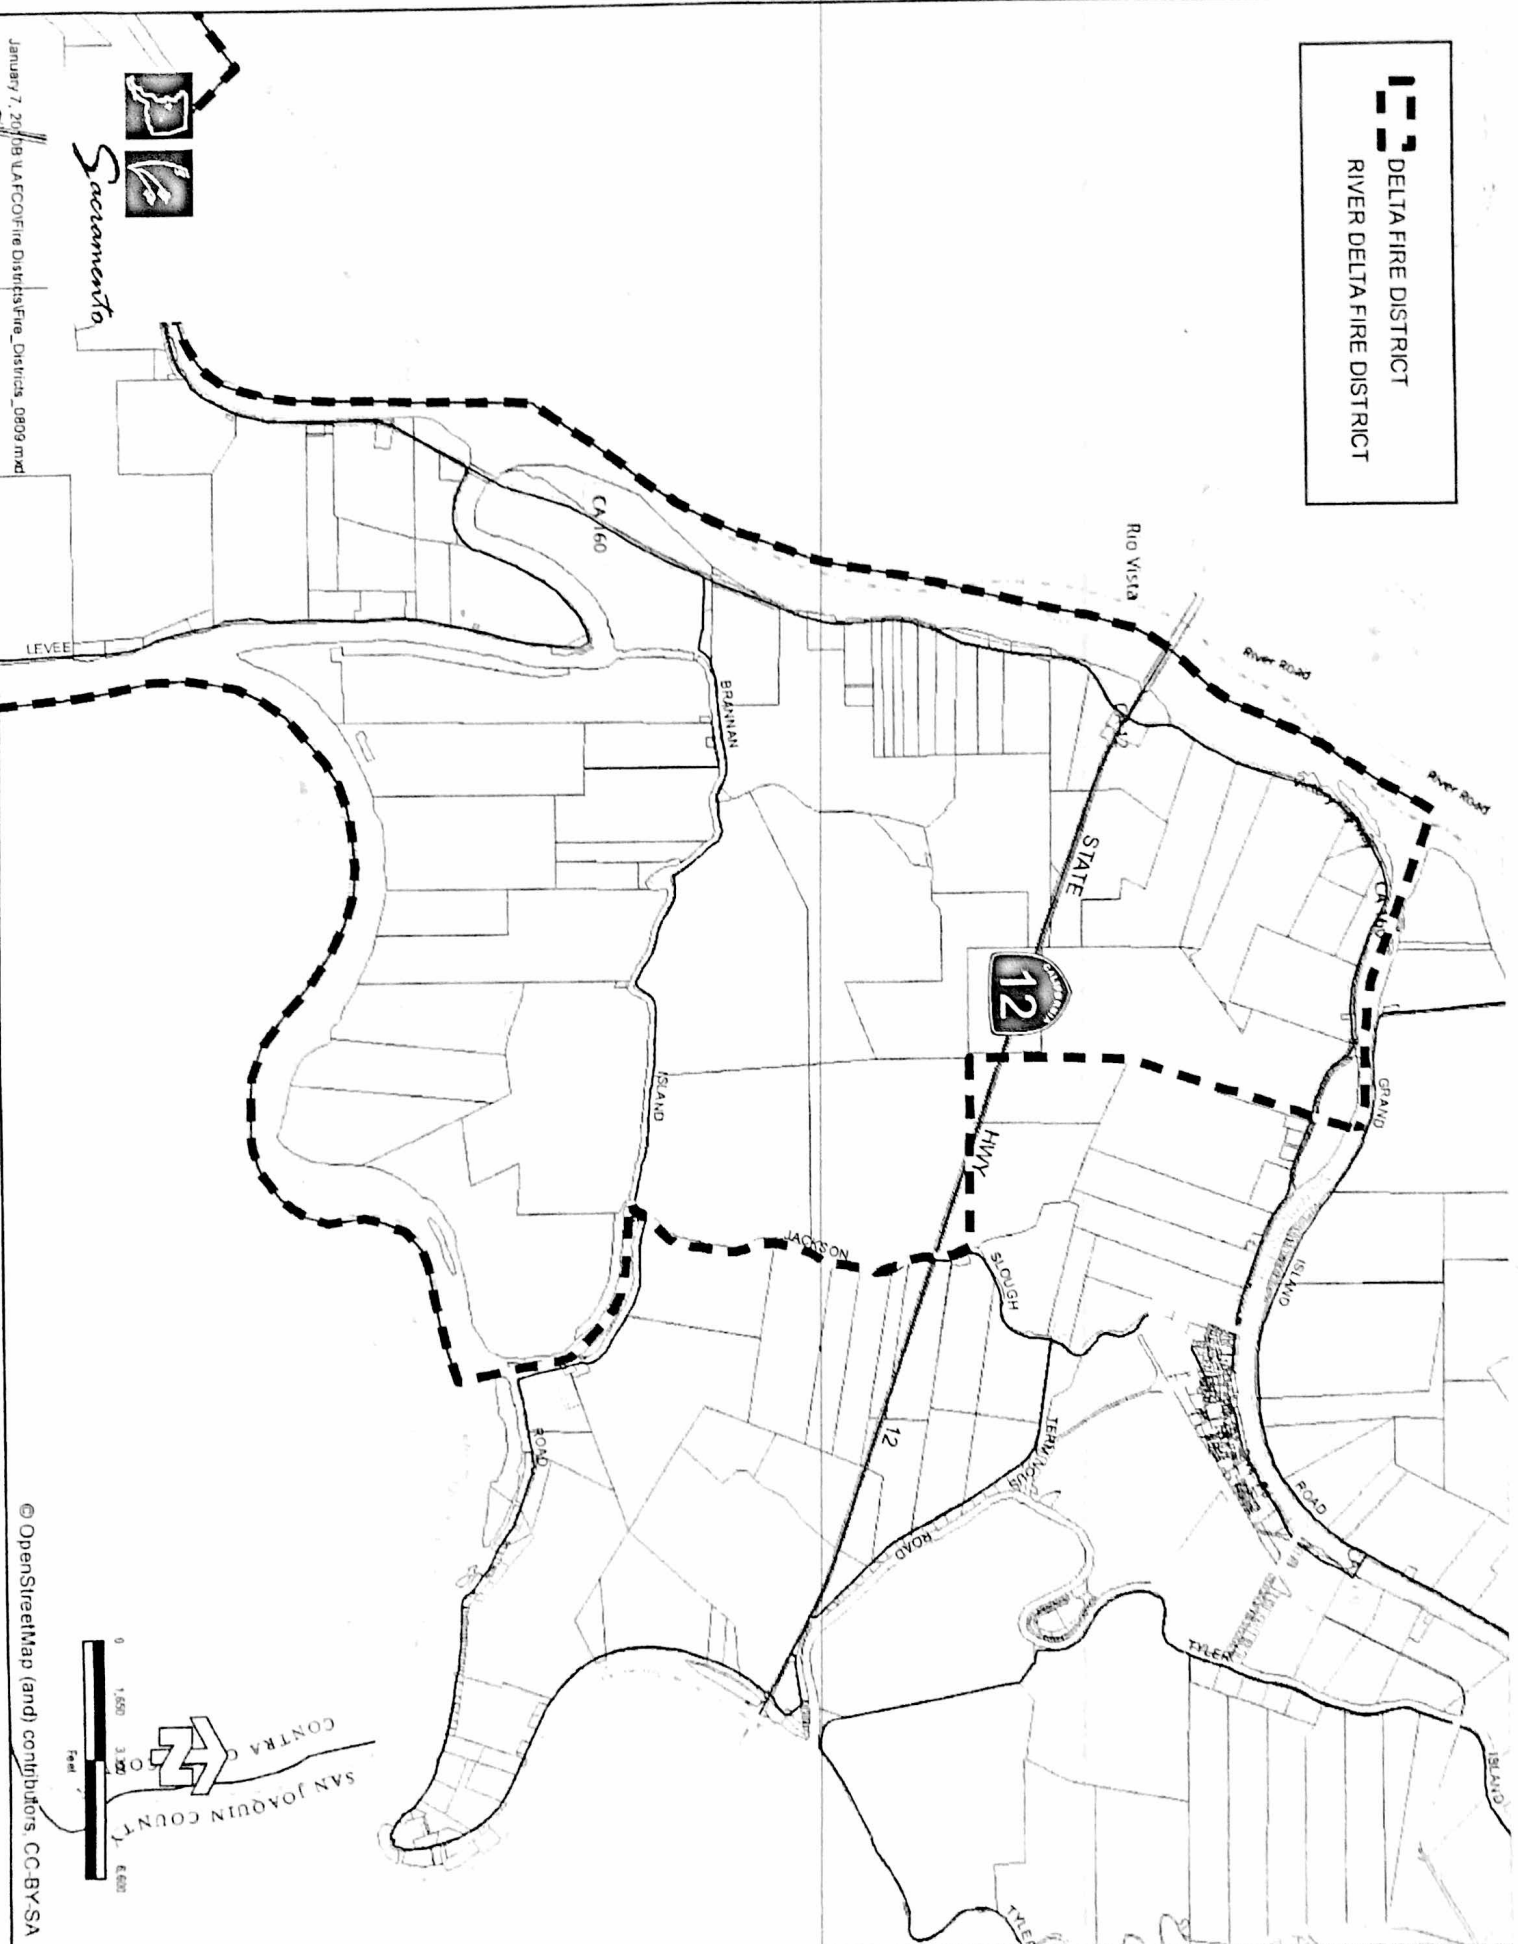 DELTA FIRE DISTRICT
RIVER DELTA FIRE DISTRICT
River Road
River Road
Rio Vista
Victory
GRAND
ISLAND
ROAD
ISLAND
TYLER
STATE
CALIFORNIA
12
HWY
SLOUGH
TERMINOUS
ROAD
12
JACKSON
CA 160
BRANNAN
ISLAND
ROAD
LEVEE
Sacramento
SAN JOAQUIN COUNTY
CONTRA
N
0 1,650 3,300 6,600
Feet
© OpenStreetMap (and) contributors, CC-BY-SA